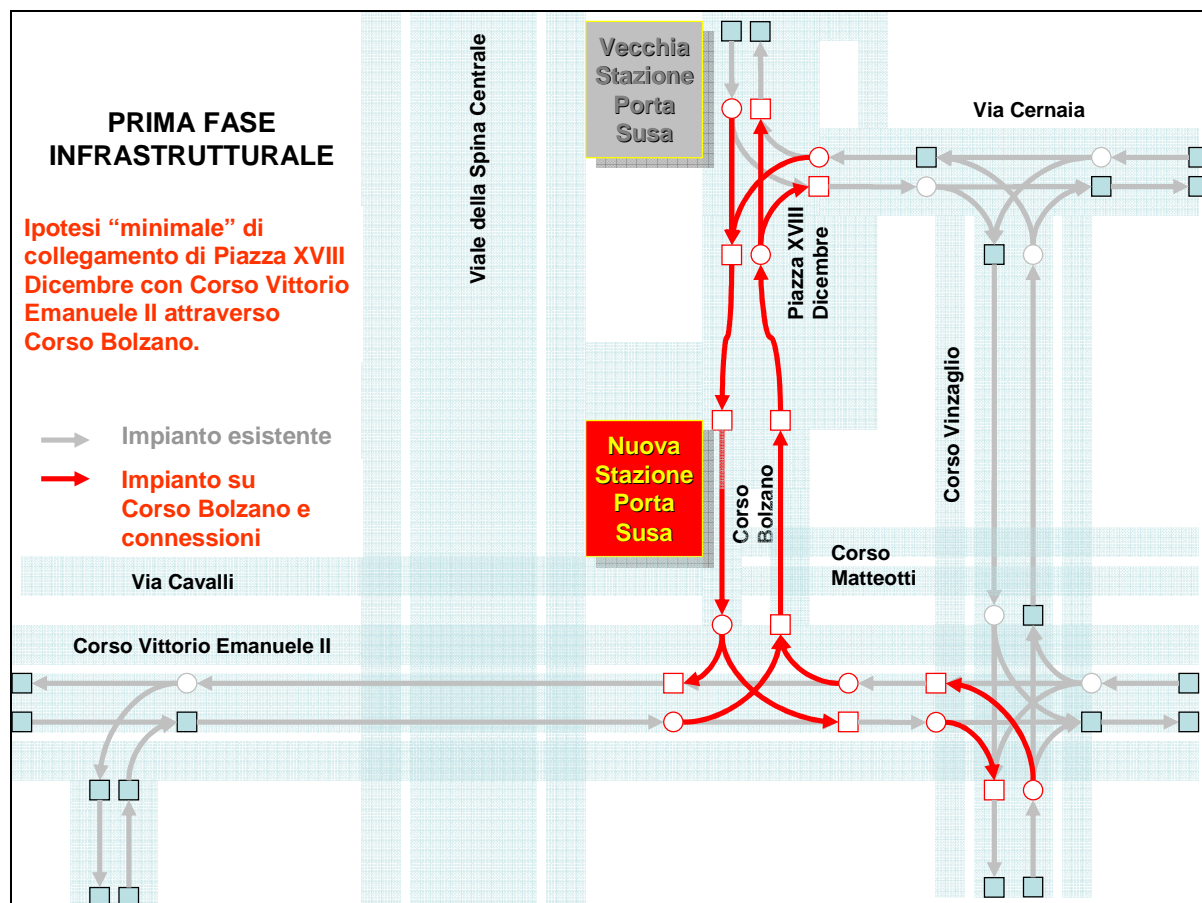 PRIMA FASE
INFRASTRUTTURALE
Ipotesi “minimale” di
collegamento di Piazza XVIII
Dicembre con Corso Vittorio
Emanuele II attraverso
Corso Bolzano.
Impianto esistente
Impianto su
Corso Bolzano e
connessioni
Via Cavalli
Corso Vittorio Emanuele II
Viale della Spina Centrale
Vecchia
Stazione
Porta
Susa
Nuova
Stazione
Porta
Susa
Piazza XVIII
Dicembre
Corso
Bolzano
Via Cernaia
Corso Vinzaglio
Corso
Matteotti